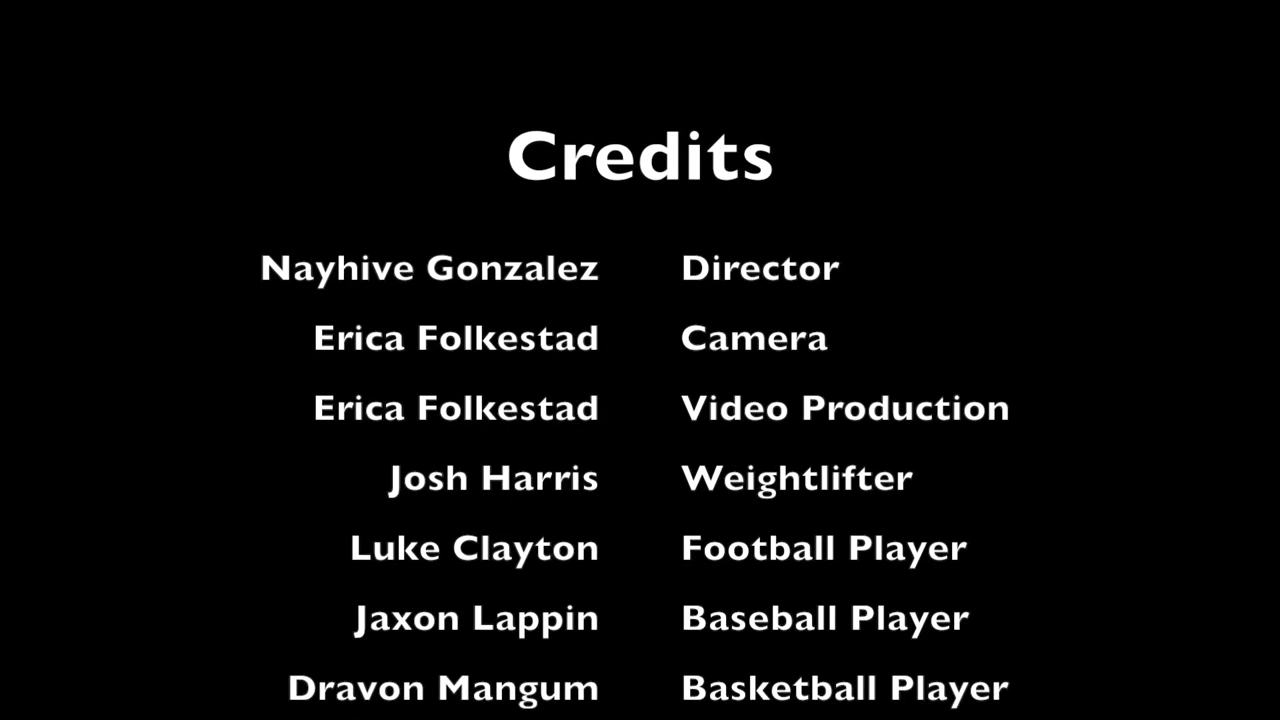 Credits
Nayhive Gonzalez Director
Erica Folkestad Camera
Erica Folkestad Video Production
Josh Harris Weightlifter
Luke Clayton Football Player
Jaxon Lappin Baseball Player
Dravon Mangum Basketball Player